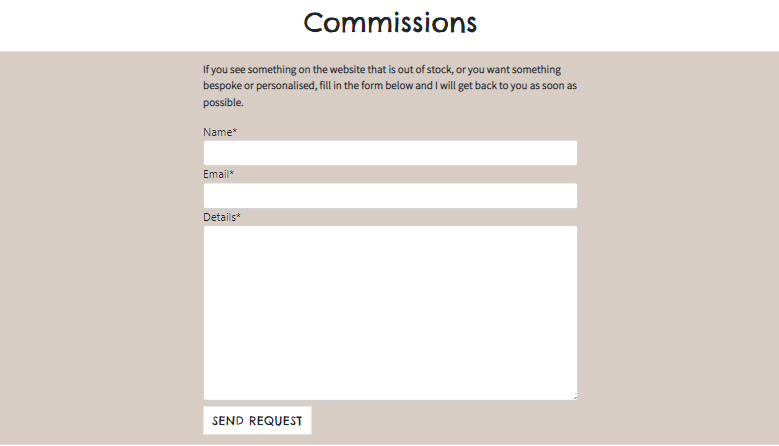 Commissions
If you see something on the website that is out of stock, or you want something
bespoke or personalised, fill in the form below and I will get back to you as soon as
possible.
Name*
Email*
Details*
SEND REQUEST